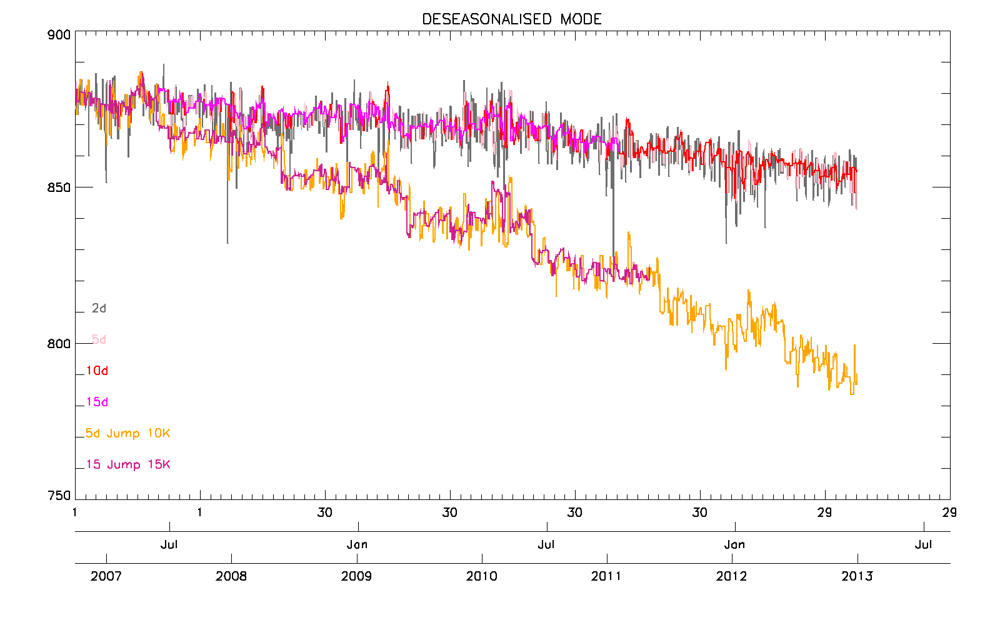 DESEASONALISED MODE
900
850
2d
800
5d
10d
15d
5d Jump 10K
15 Jump 15K
750
1 1 30 30 30 30 29 29
Jul Jan Jul Jan Jul
2007 2008 2009 2010 2011 2012 2013